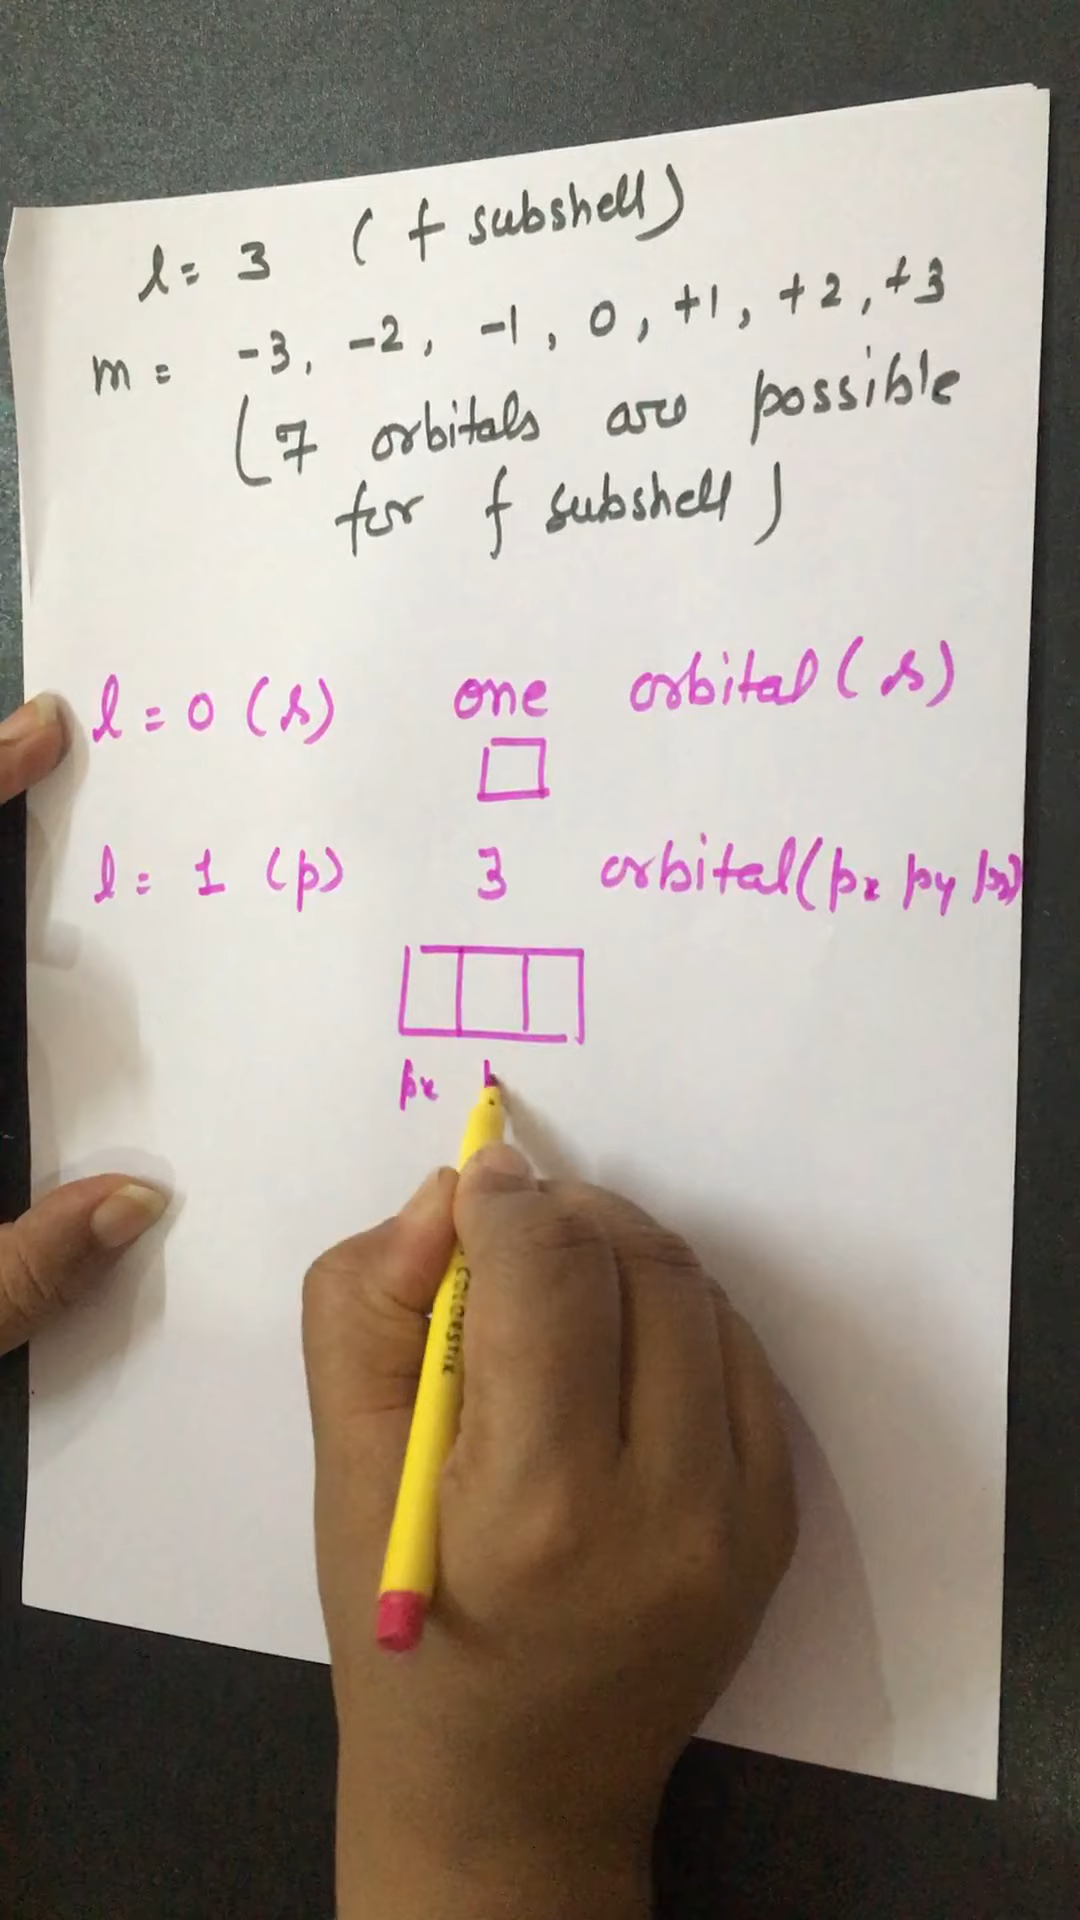 l = 3 ( f subshell)
m = -3, -2, -1, 0, +1, +2, +3
(7 orbitals are possible
for f subshell)
l = 0 (s) one orbital (s)
l = 1 (p) 3 orbital (px py pz)
px p
COLORSTIX